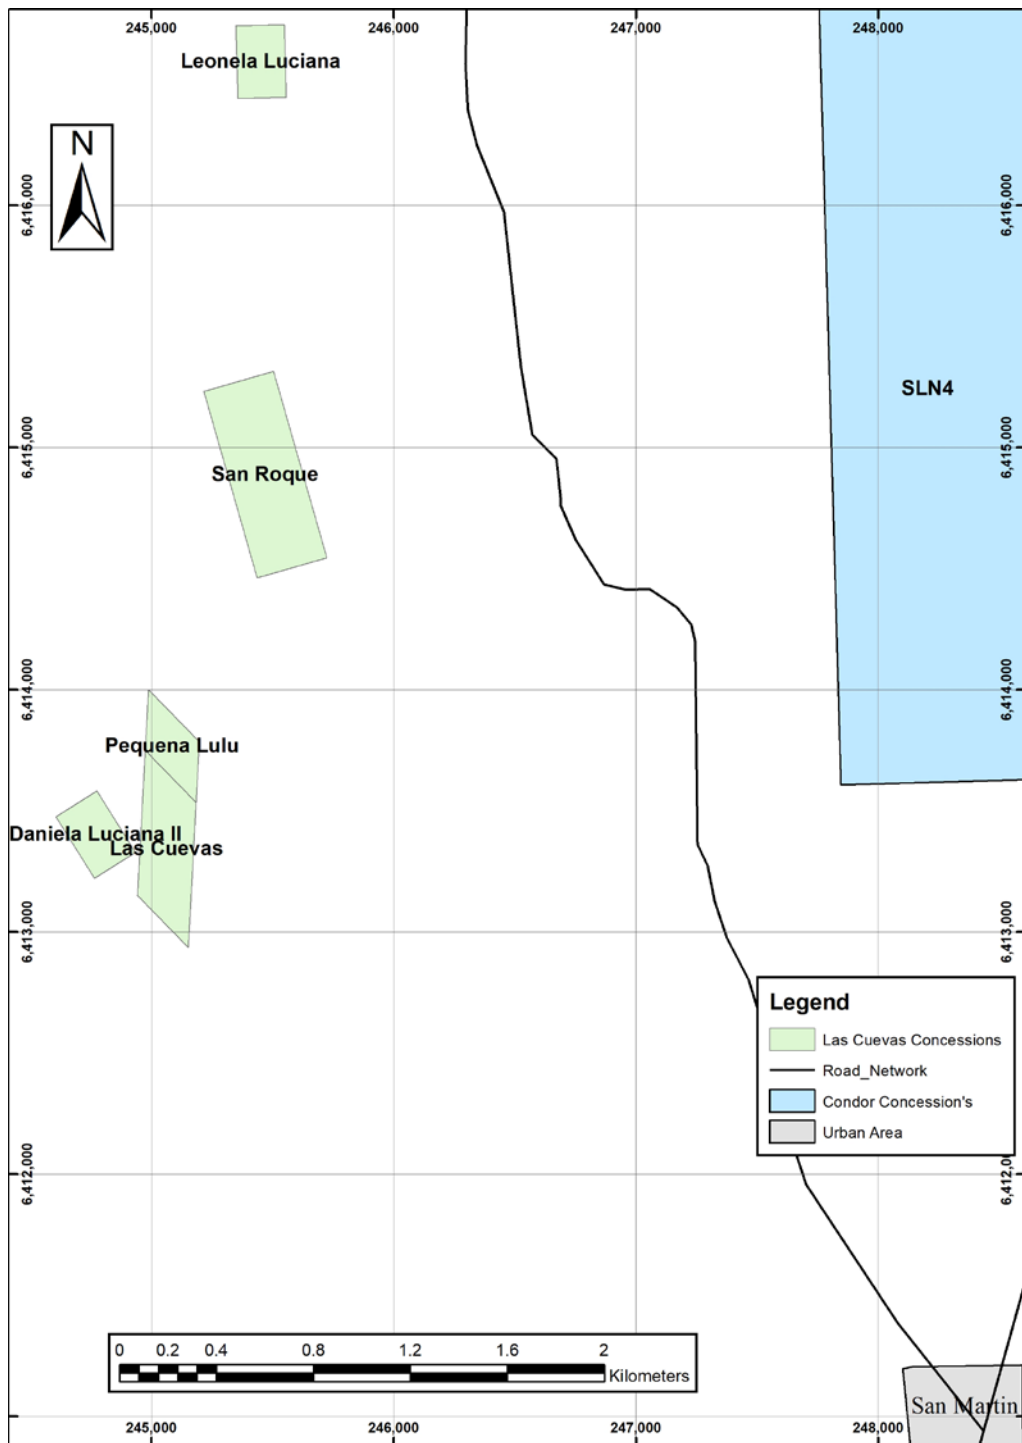 245,000 246,000 247,000 248,000
Leonela Luciana
N
6,416,000 6,416,000
SLN4
6,415,000 6,415,000
San Roque
6,414,000 6,414,000
Pequena Lulu
Daniela Luciana II
Las Cuevas
6,413,000 6,413,000
Legend
Las Cuevas Concessions
Road_Network
Condor Concession's
Urban Area
6,412,000 6,412,00
0 0.2 0.4 0.8 1.2 1.6 2
Kilometers
San Martin
245,000 246,000 247,000 248,000